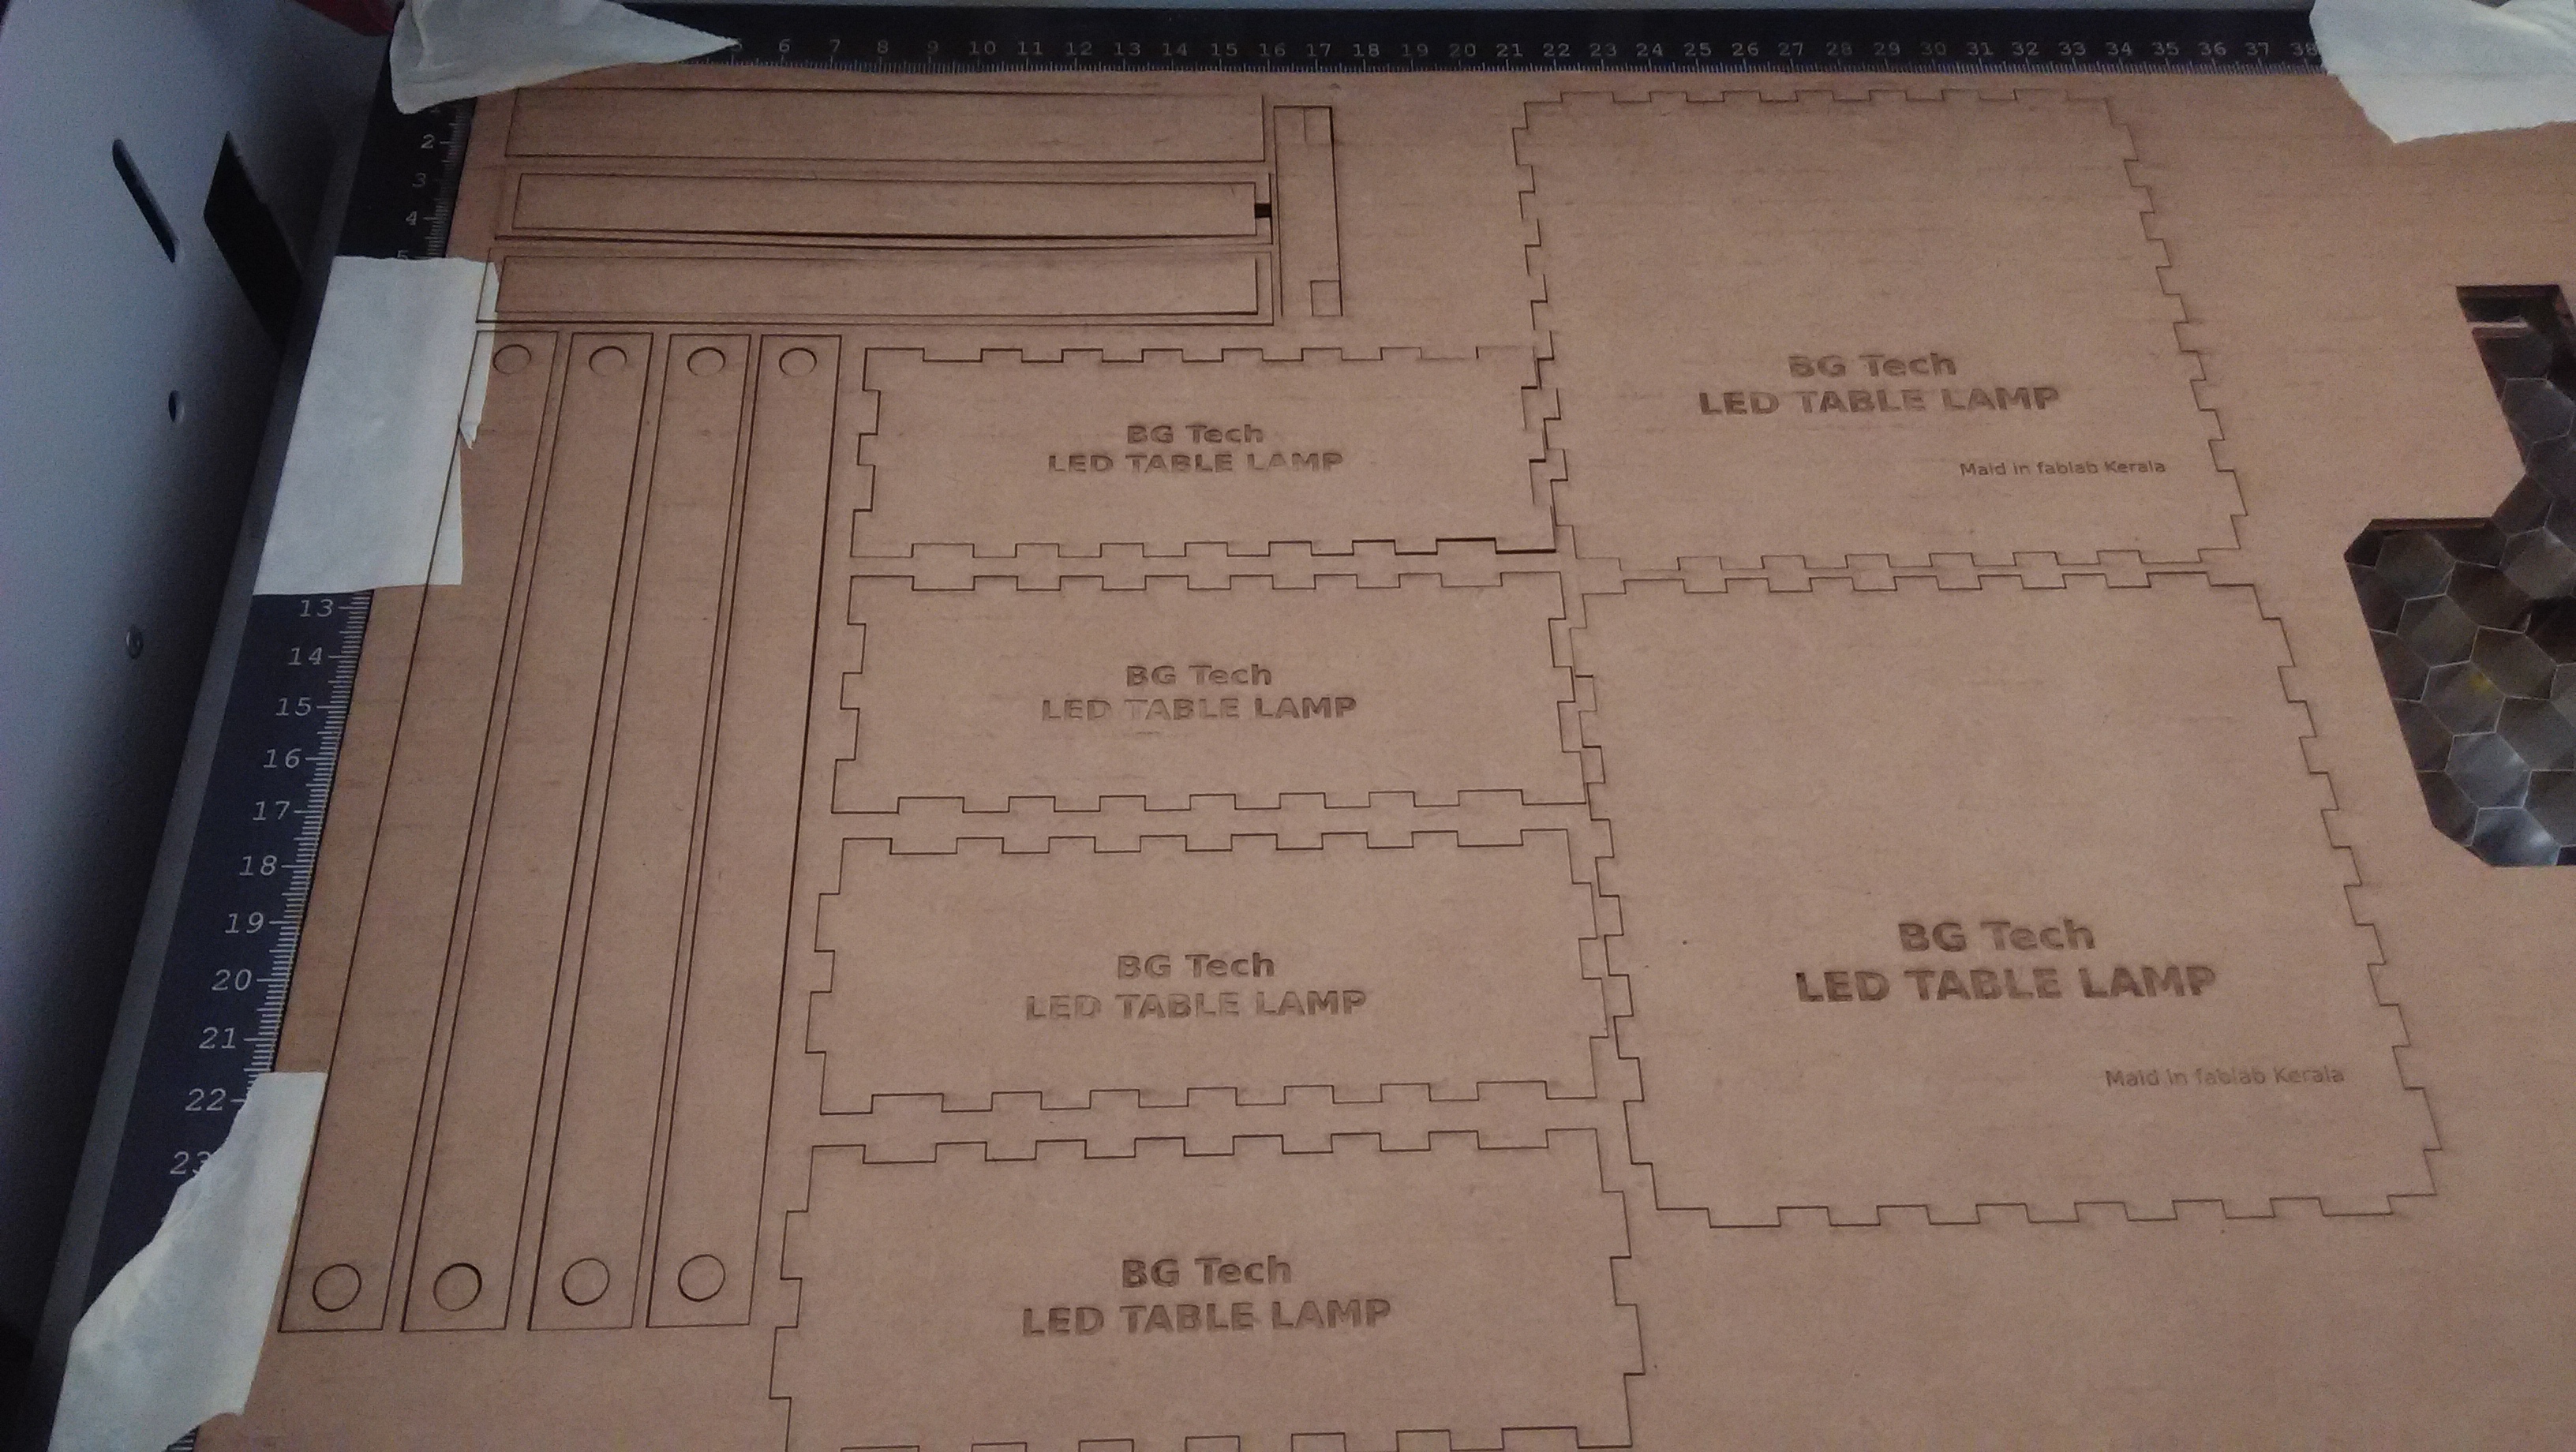 5 6 7 8 9 10 11 12 13 14 15 16 17 18 19 20 21 22 23 24 25 26 27 28 29 30 31 32 33 34 35 36 37 38
2
3
4
5
13
14
15
16
17
18
19
20
21
22
23
BG Tech
LED TABLE LAMP
BG Tech
LED TABLE LAMP
BG Tech
LED TABLE LAMP
BG Tech
LED TABLE LAMP
BG Tech
LED TABLE LAMP
Maid in fablab Kerala
BG Tech
LED TABLE LAMP
Maid in fablab Kerala